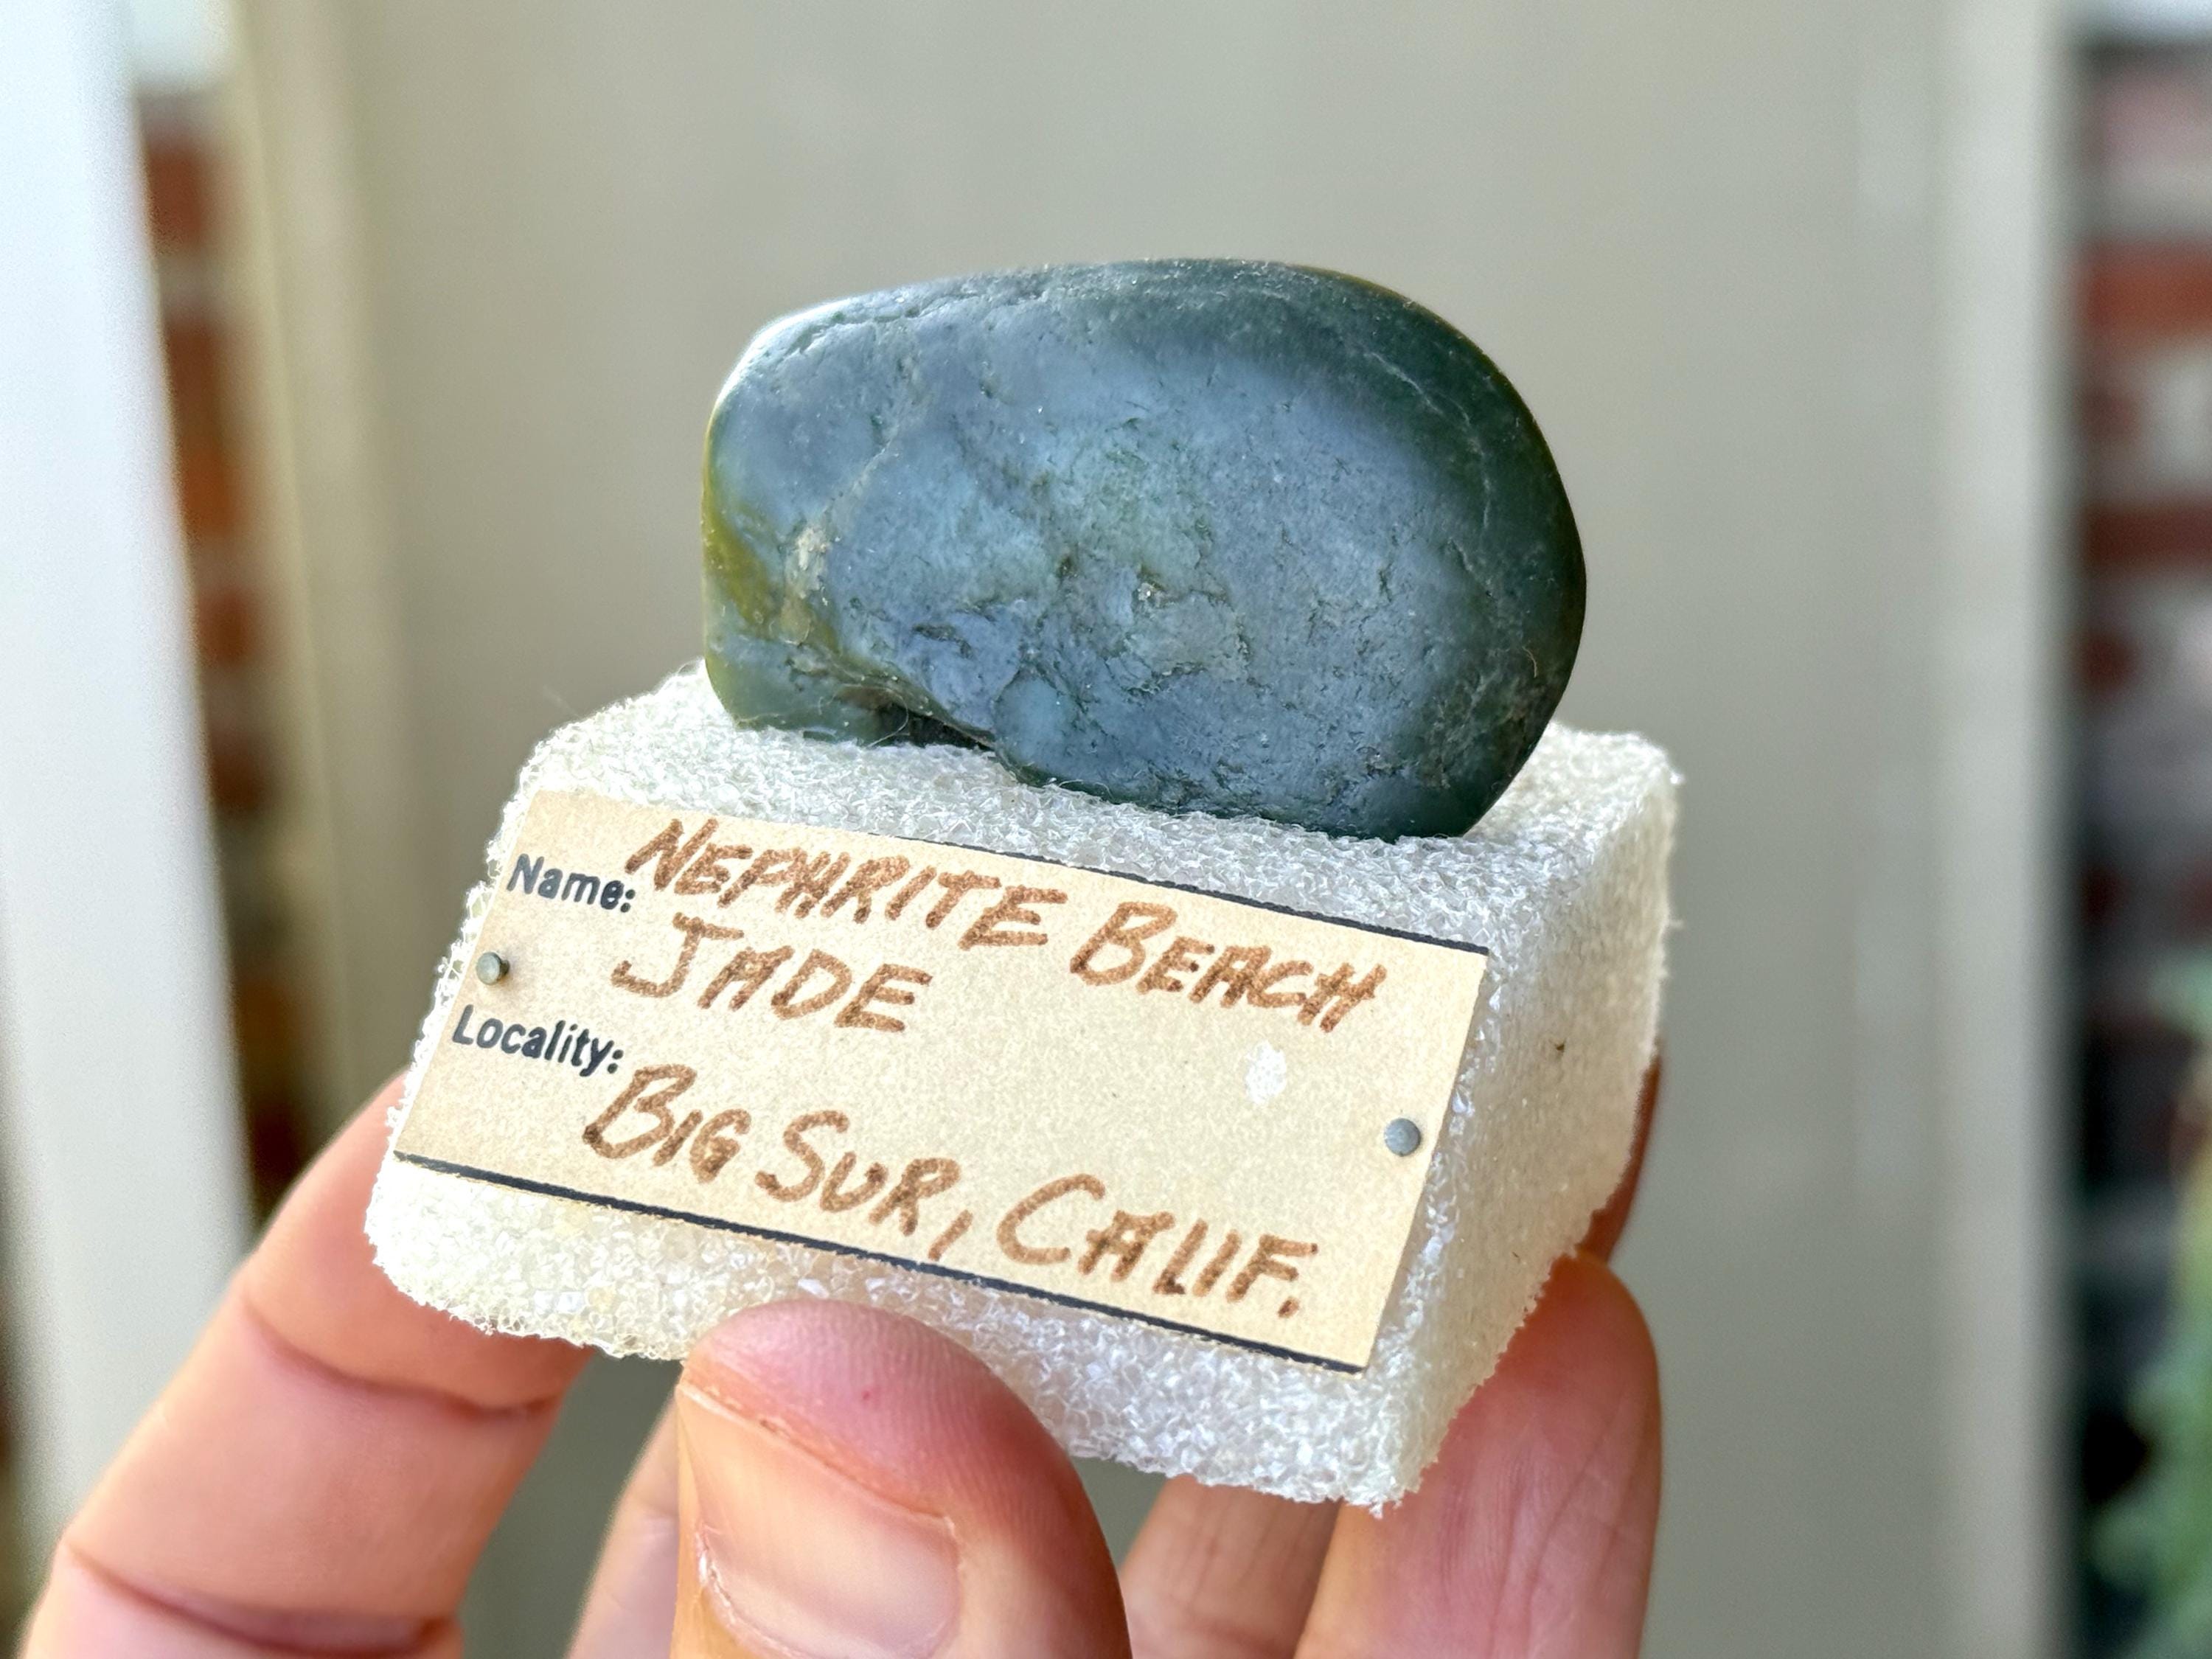 Name: NEPHRITE BEACH
JADE
Locality:
BIG SUR, CALIF.